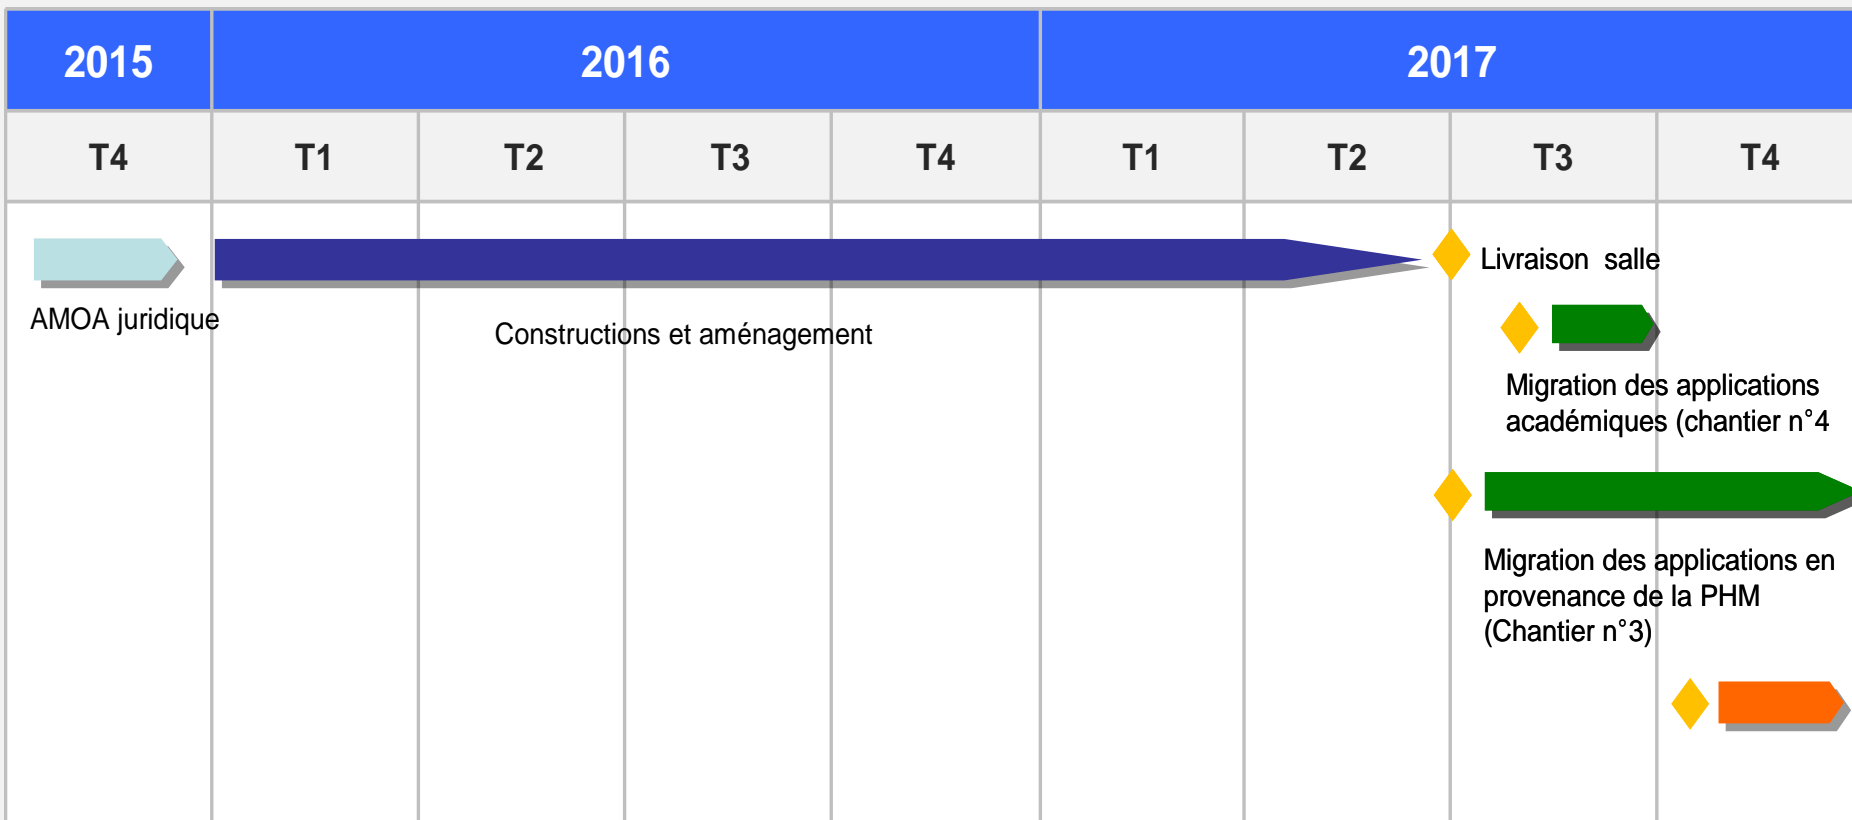 2015 2016 2017
T4 T1 T2 T3 T4 T1 T2 T3 T4
Livraison salle
AMOA juridique
Constructions et aménagement
Migration des applications
académiques (chantier n°4
Migration des applications en
provenance de la PHM
(Chantier n°3)